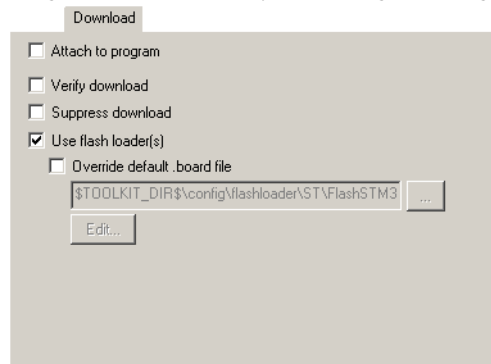 Download
Attach to program
Verify download
Suppress download
Use flash loader(s)
Override default .board file
$TOOLKIT_DIR$\config\flashloader\ST\FlashSTM3
...
Edit...